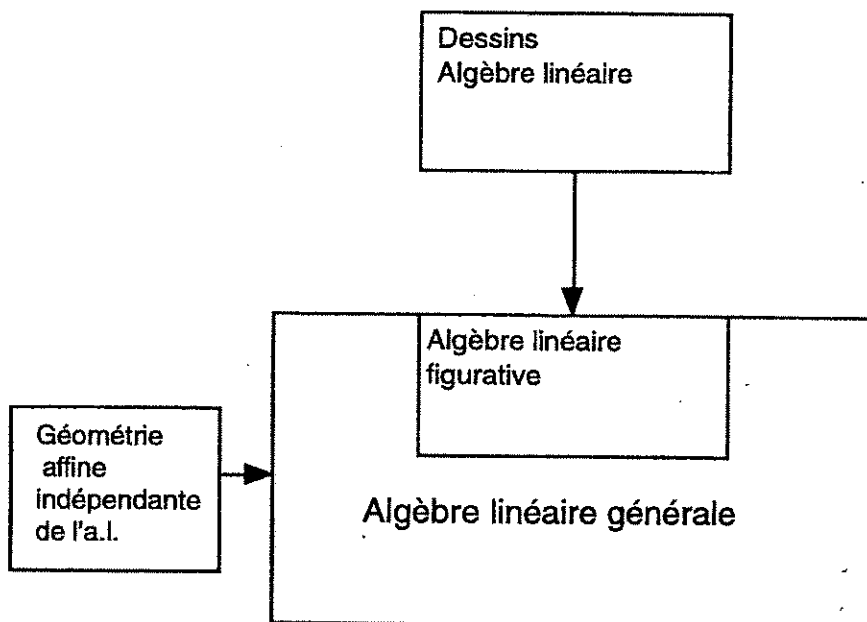 Dessins
Algèbre linéaire
Algèbre linéaire
figurative
Géométrie
affine
indépendante
de l'a.l.
Algèbre linéaire générale